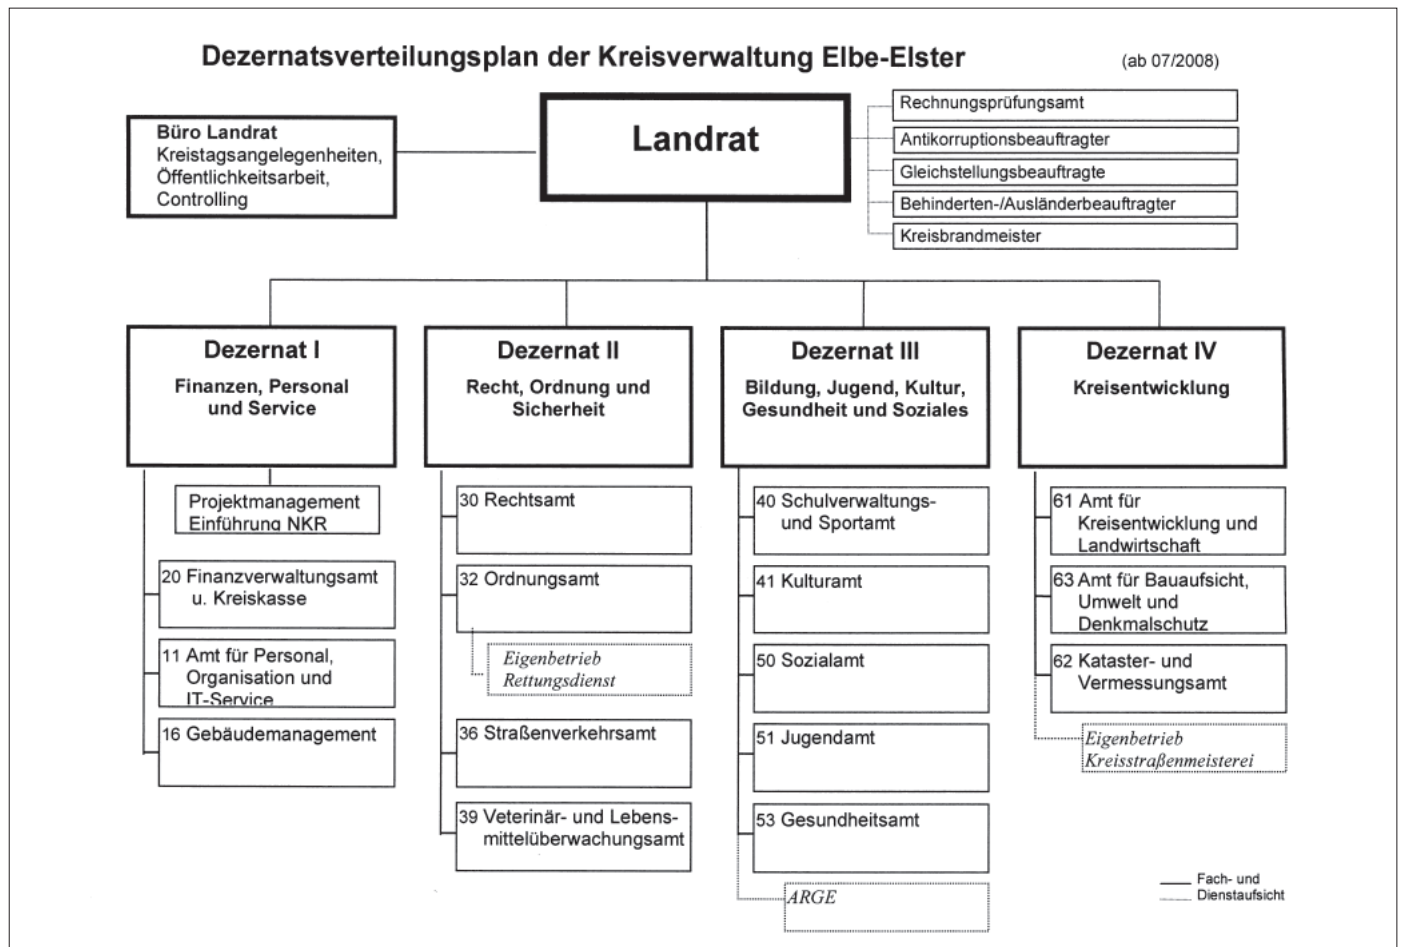 Dezernatsverteilungsplan der Kreisverwaltung Elbe-Elster (ab 07/2008)
Landrat
Büro Landrat
Kreistagsangelegenheiten,
Öffentlichkeitsarbeit,
Controlling
Rechnungsprüfungsamt
Antikorruptionsbeauftragter
Gleichstellungsbeauftragte
Behinderten-/Ausländerbeauftragter
Kreisbrandmeister
Dezernat I
Finanzen, Personal
und Service
Projektmanagement
Einführung NKR
20 Finanzverwaltungsamt
u. Kreiskasse
11 Amt für Personal,
Organisation und
IT-Service
16 Gebäudemanagement
Dezernat II
Recht, Ordnung und
Sicherheit
30 Rechtsamt
32 Ordnungsamt
Eigenbetrieb
Rettungsdienst
36 Straßenverkehrsamt
39 Veterinär- und Lebens-
mittelüberwachungsamt
Dezernat III
Bildung, Jugend, Kultur,
Gesundheit und Soziales
40 Schulverwaltungs-
und Sportamt
41 Kulturamt
50 Sozialamt
51 Jugendamt
53 Gesundheitsamt
ARGE
Dezernat IV
Kreisentwicklung
61 Amt für
Kreisentwicklung und
Landwirtschaft
63 Amt für Bauaufsicht,
Umwelt und
Denkmalschutz
62 Kataster- und
Vermessungsamt
Eigenbetrieb
Kreisstraßenmeisterei
Fach- und
Dienstaufsicht